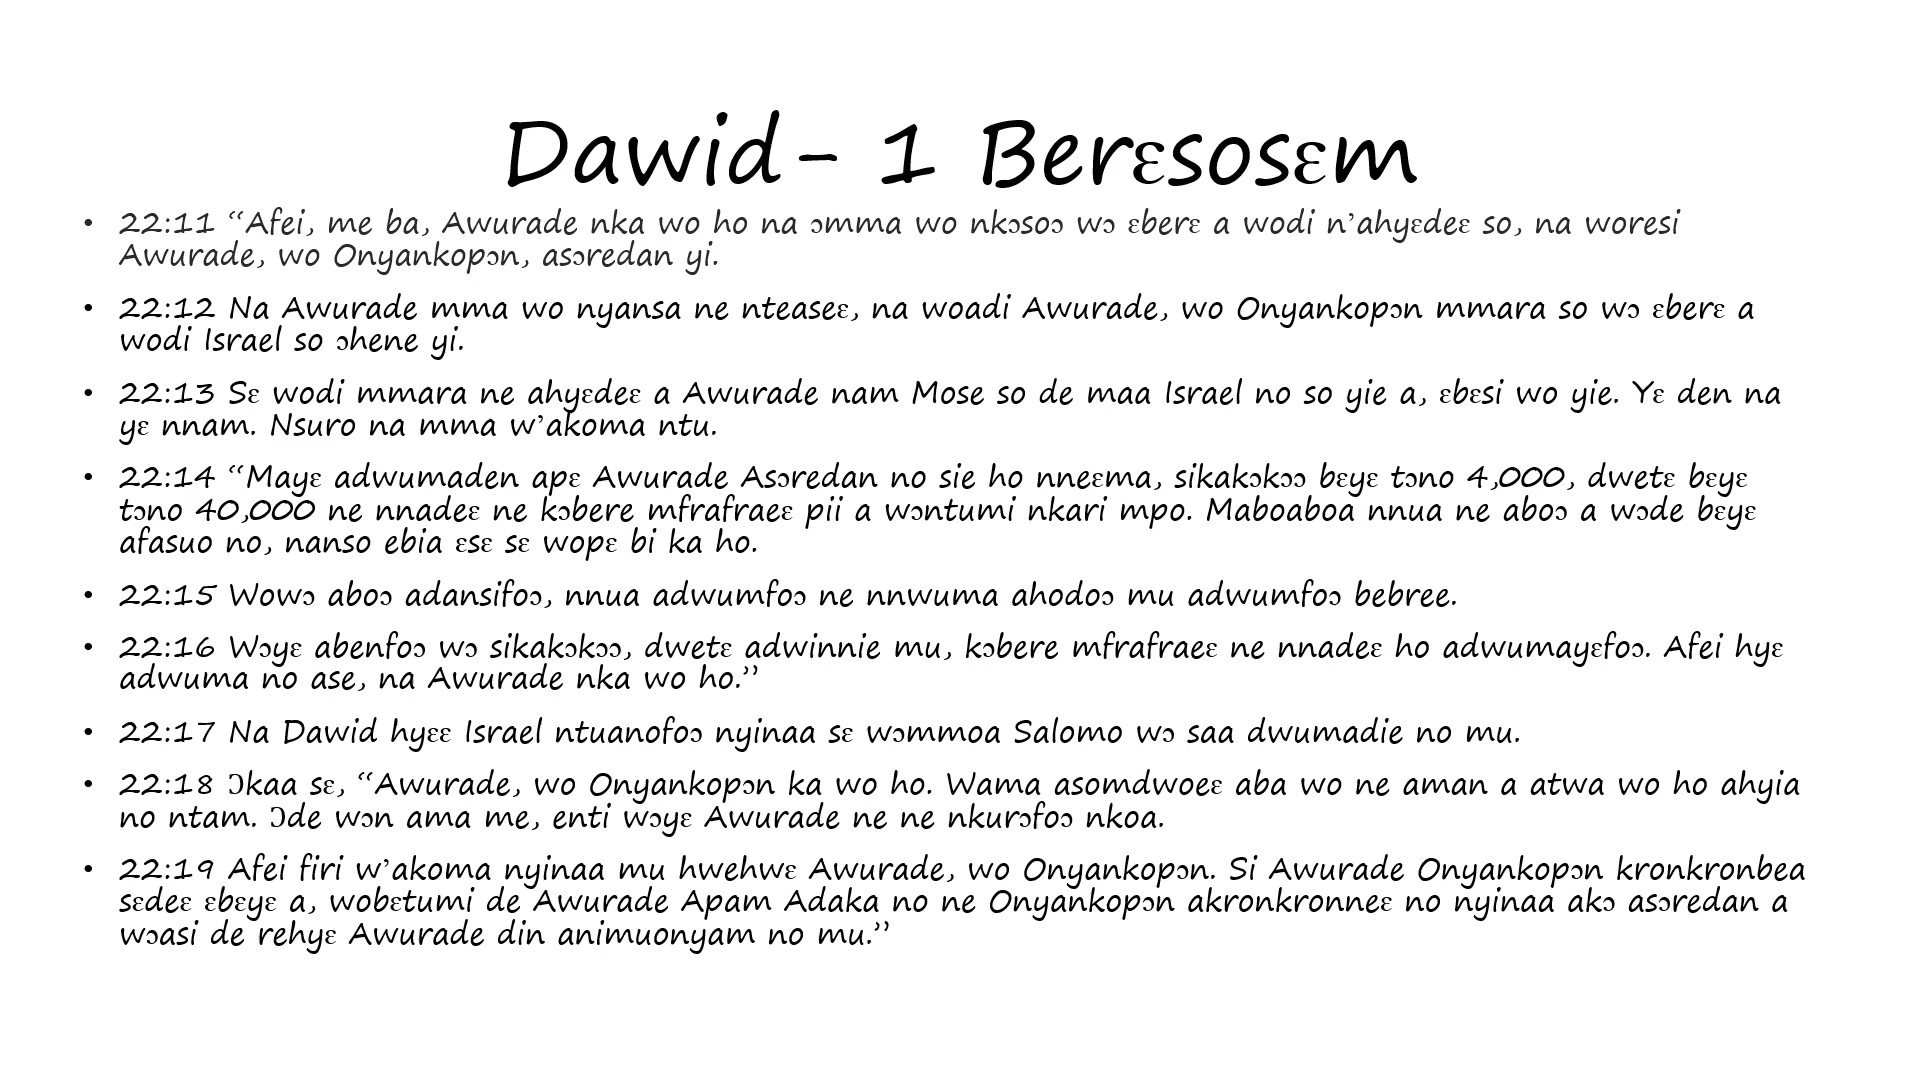 Dawid- 1 Berɛsosɛm
• 22:11 “Afei, me ba, Awurade nka wo ho na ɔmma wo nkɔsoɔ wɔ ɛberɛ a wodi n’ahyɛdeɛ so, na woresi
Awurade, wo Onyankopɔn, asɔredan yi.
• 22:12 Na Awurade mma wo nyansa ne nteaseɛ, na woadi Awurade, wo Onyankopɔn mmara so wɔ ɛberɛ a
wodi Israel so ɔhene yi.
• 22:13 Sɛ wodi mmara ne ahyɛdeɛ a Awurade nam Mose so de maa Israel no so yie a, ɛbɛsi wo yie. Yɛ den na
yɛ nnam. Nsuro na mma w’akoma ntu.
• 22:14 “Mayɛ adwumaden apɛ Awurade Asɔredan no sie ho nneɛma, sikakɔkɔɔ bɛyɛ tɔno 4,000, dwetɛ bɛyɛ
tɔno 40,000 ne nnadeɛ ne kɔbere mfrafraeɛ pii a wɔntumi nkari mpo. Maboaboa nnua ne aboɔ a wɔde bɛyɛ
afasuo no, nanso ebia ɛsɛ sɛ wopɛ bi ka ho.
• 22:15 Wowɔ aboɔ adansifoɔ, nnua adwumfoɔ ne nnwuma ahodoɔ mu adwumfoɔ bebree.
• 22:16 Wɔyɛ abenfoɔ wɔ sikakɔkɔɔ, dwetɛ adwinnie mu, kɔbere mfrafraeɛ ne nnadeɛ ho adwumayɛfoɔ. Afei hyɛ
adwuma no ase, na Awurade nka wo ho.”
• 22:17 Na Dawid hyɛɛ Israel ntuanofoɔ nyinaa sɛ wɔmmoa Salomo wɔ saa dwumadie no mu.
• 22:18 Ɔkaa sɛ, “Awurade, wo Onyankopɔn ka wo ho. Wama asomdwoeɛ aba wo ne aman a atwa wo ho ahyia
no ntam. Ɔde wɔn ama me, enti wɔyɛ Awurade ne ne nkurɔfoɔ nkoa.
• 22:19 Afei firi w’akoma nyinaa mu hwehwɛ Awurade, wo Onyankopɔn. Si Awurade Onyankopɔn kronkronbea
sɛdeɛ ɛbɛyɛ a, wobɛtumi de Awurade Apam Adaka no ne Onyankopɔn akronkronneɛ no nyinaa akɔ asɔredan a
wɔasi de rehyɛ Awurade din animuonyam no mu.”